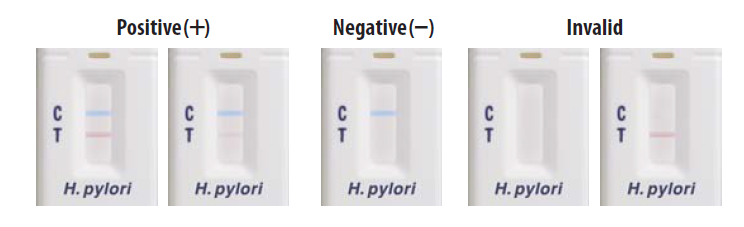 Positive(+) Negative(−) Invalid
C C C C C
T T T T T
H. pylori H. pylori H. pylori H. pylori H. pylori